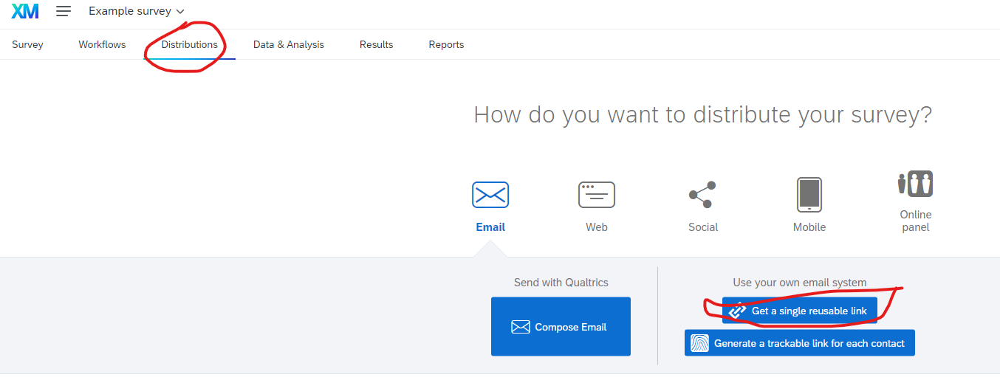 XM Example survey
Survey Workflows Distributions Data & Analysis Results Reports
How do you want to distribute your survey?
Email Web Social Mobile Online panel
Send with Qualtrics
Compose Email
Use your own email system
Get a single reusable link
Generate a trackable link for each contact